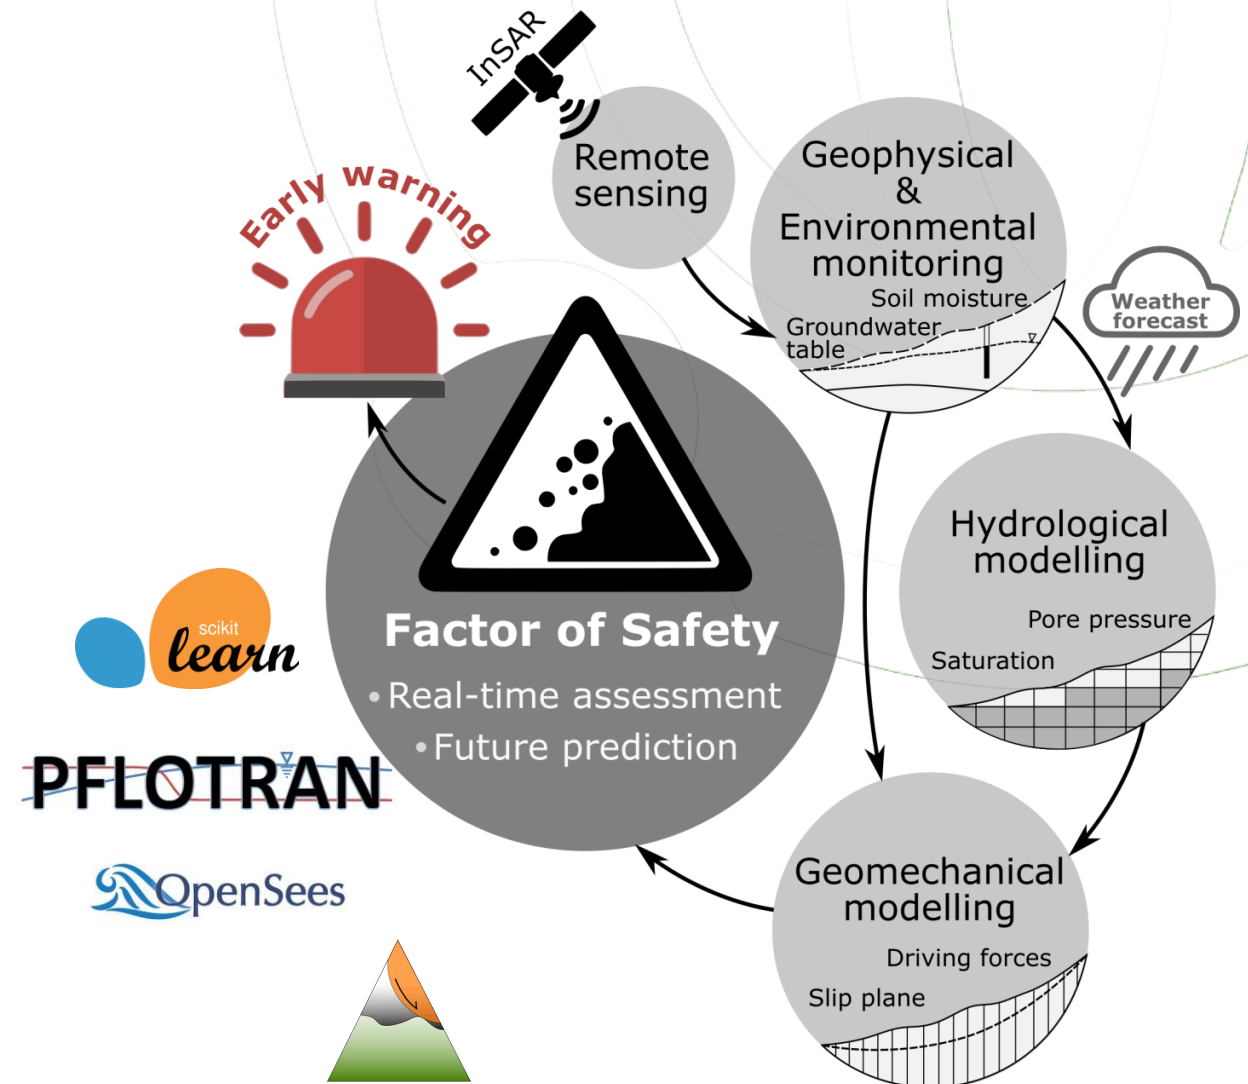 InSAR
Remote
sensing
Geophysical
&
Environmental
monitoring
Soil moisture
Groundwater
table
Early warning
Weather
forecast
Hydrological
modelling
Pore pressure
Saturation
Factor of Safety
• Real-time assessment
• Future prediction
scikit
learn
PFLOTRAN
OpenSees
Geomechanical
modelling
Driving forces
Slip plane